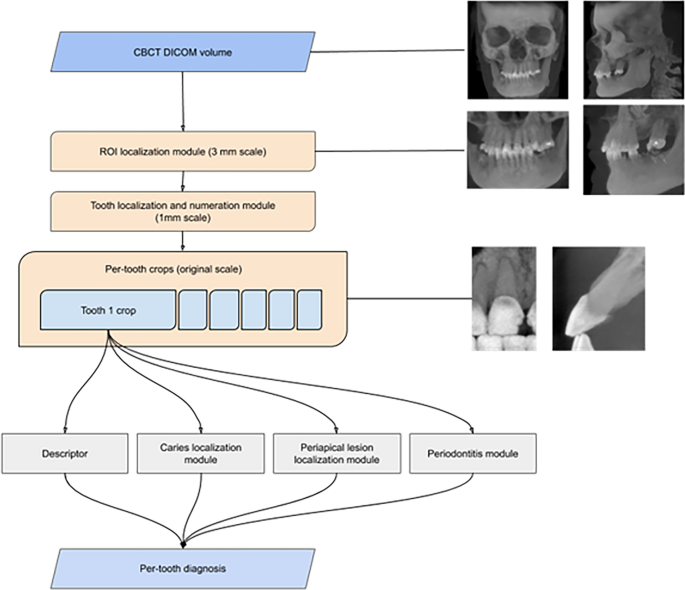 CBCT DICOM volume
ROI localization module (3 mm scale)
Tooth localization and numeration module
(1mm scale)
Per-tooth crops (original scale)
Tooth 1 crop
Descriptor
Caries localization
module
Periapical lesion
localization module
Periodontitis module
Per-tooth diagnosis